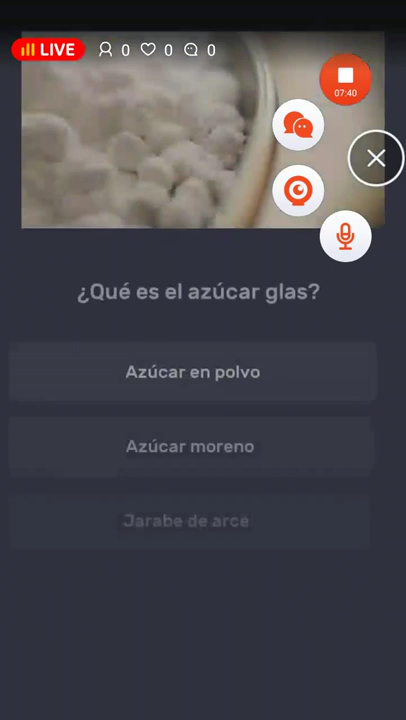 LIVE 0 0 0
07:40
¿Qué es el azúcar glas?
Azúcar en polvo
Azúcar moreno
Jarabe de arce